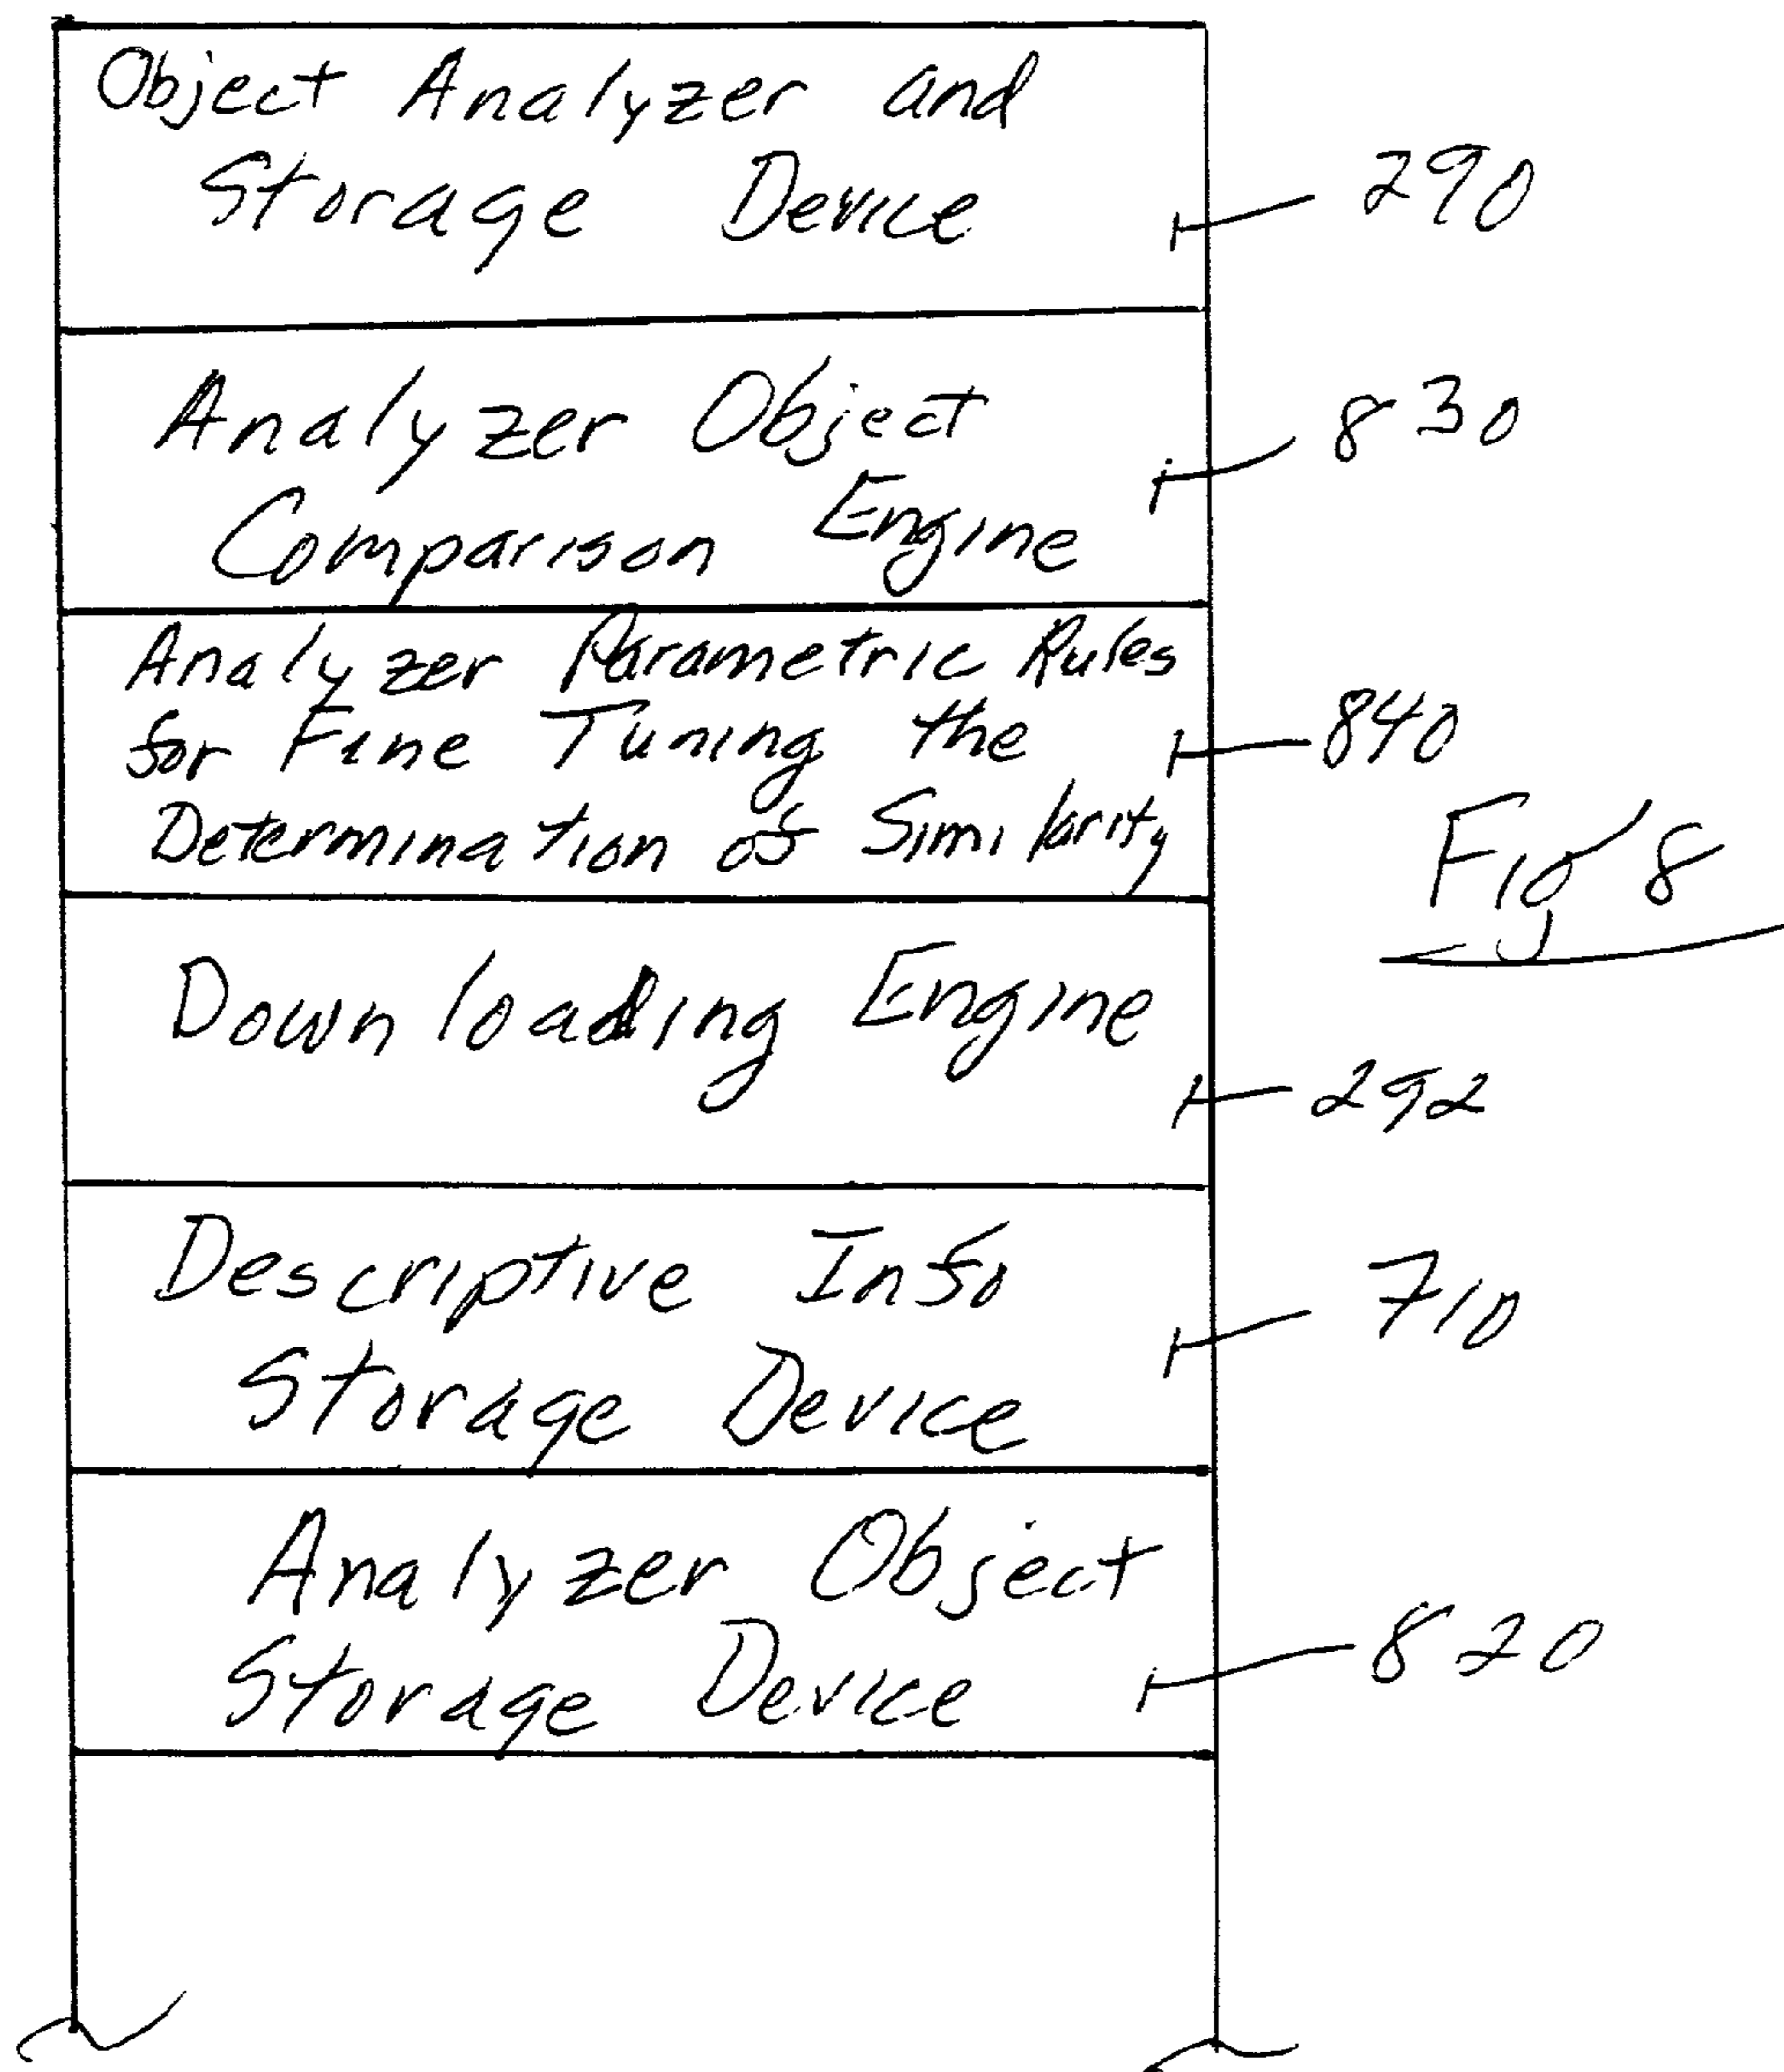 Object Analyzer and
Storage Device
290
Analyzer Object
Comparison Engine
830
Analyzer Parametric Rules
for Fine Tuning the
Determination of Similarity
840
Fig 8
Downloading Engine
292
Descriptive Info
Storage Device
710
Analyzer Object
Storage Device
820